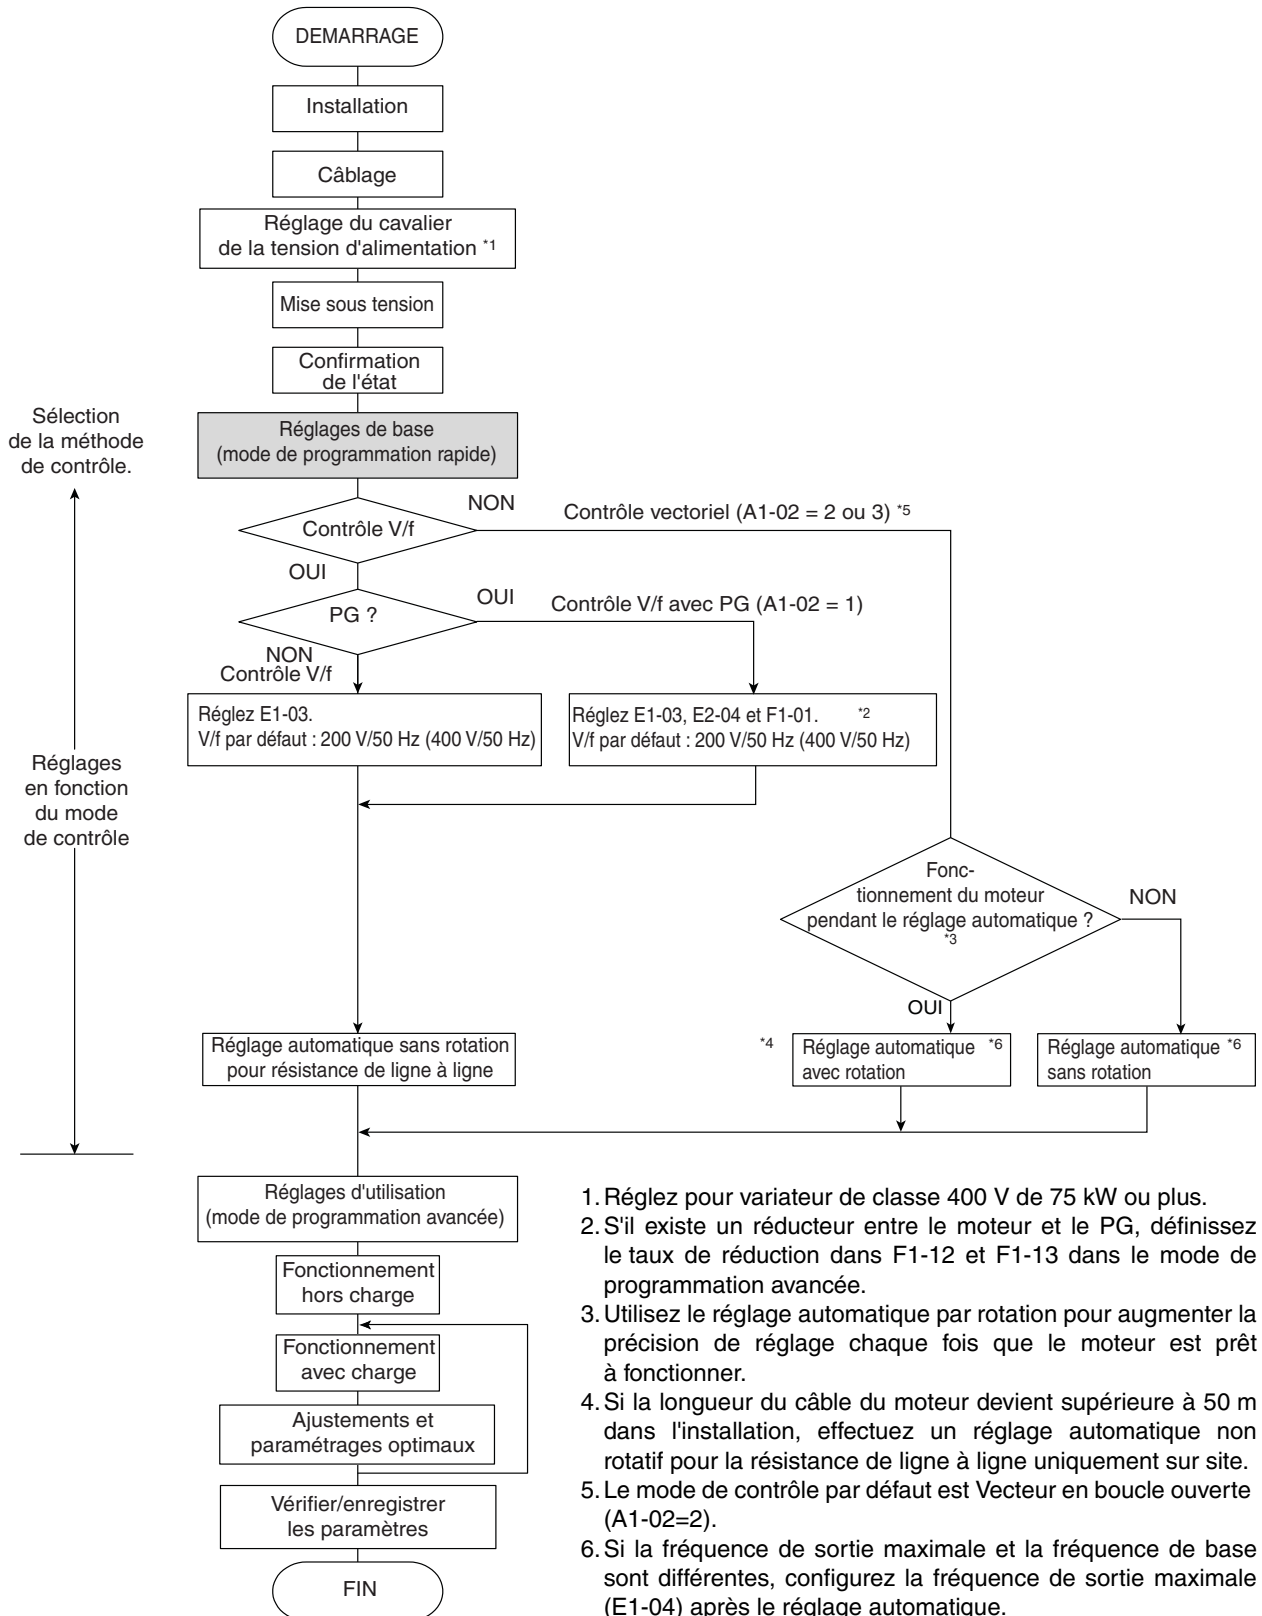 DEMARRAGE
Installation
Câblage
Réglage du cavalier
de la tension d'alimentation *1
Mise sous tension
Confirmation
de l'état
Sélection
de la méthode
de contrôle.
Réglages de base
(mode de programmation rapide)
NON
Contrôle vectoriel (A1-02 = 2 ou 3) *5
Contrôle V/f
OUI
PG ?
OUI
Contrôle V/f avec PG (A1-02 = 1)
NON
Contrôle V/f
Réglez E1-03.
V/f par défaut : 200 V/50 Hz (400 V/50 Hz)
Réglez E1-03, E2-04 et F1-01. *2
V/f par défaut : 200 V/50 Hz (400 V/50 Hz)
Réglages
en fonction
du mode
de contrôle
Fonc-
tionnement du moteur
pendant le réglage automatique ?
*3
NON
OUI
Réglage automatique sans rotation
pour résistance de ligne à ligne
*4
Réglage automatique *6
avec rotation
Réglage automatique *6
sans rotation
Réglages d'utilisation
(mode de programmation avancée)
Fonctionnement
hors charge
Fonctionnement
avec charge
Ajustements et
paramétrages optimaux
Vérifier/enregistrer
les paramètres
FIN
1. Réglez pour variateur de classe 400 V de 75 kW ou plus.
2. S'il existe un réducteur entre le moteur et le PG, définissez
le taux de réduction dans F1-12 et F1-13 dans le mode de
programmation avancée.
3. Utilisez le réglage automatique par rotation pour augmenter la
précision de réglage chaque fois que le moteur est prêt
à fonctionner.
4. Si la longueur du câble du moteur devient supérieure à 50 m
dans l'installation, effectuez un réglage automatique non
rotatif pour la résistance de ligne à ligne uniquement sur site.
5. Le mode de contrôle par défaut est Vecteur en boucle ouverte
(A1-02=2).
6. Si la fréquence de sortie maximale et la fréquence de base
sont différentes, configurez la fréquence de sortie maximale
(E1-04) après le réglage automatique.